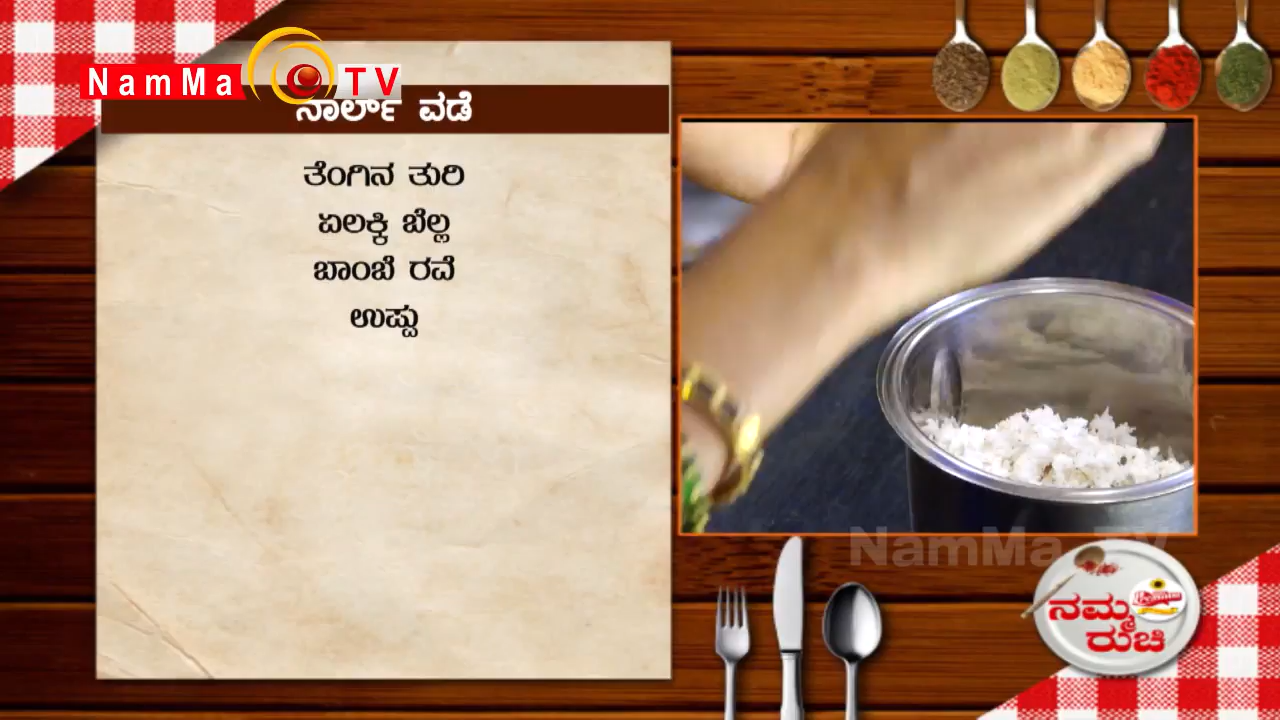 NamMa TV
ನಾರ್ಲ್ ವಡೆ
ತೆಂಗಿನ ತುರಿ
ಏಲಕ್ಕಿ ಬೆಲ್ಲ
ಬಾಂಬೆ ರವೆ
ಉಪ್ಪು
NamMa TV
ನಮ್ಮ
ರುಚಿ